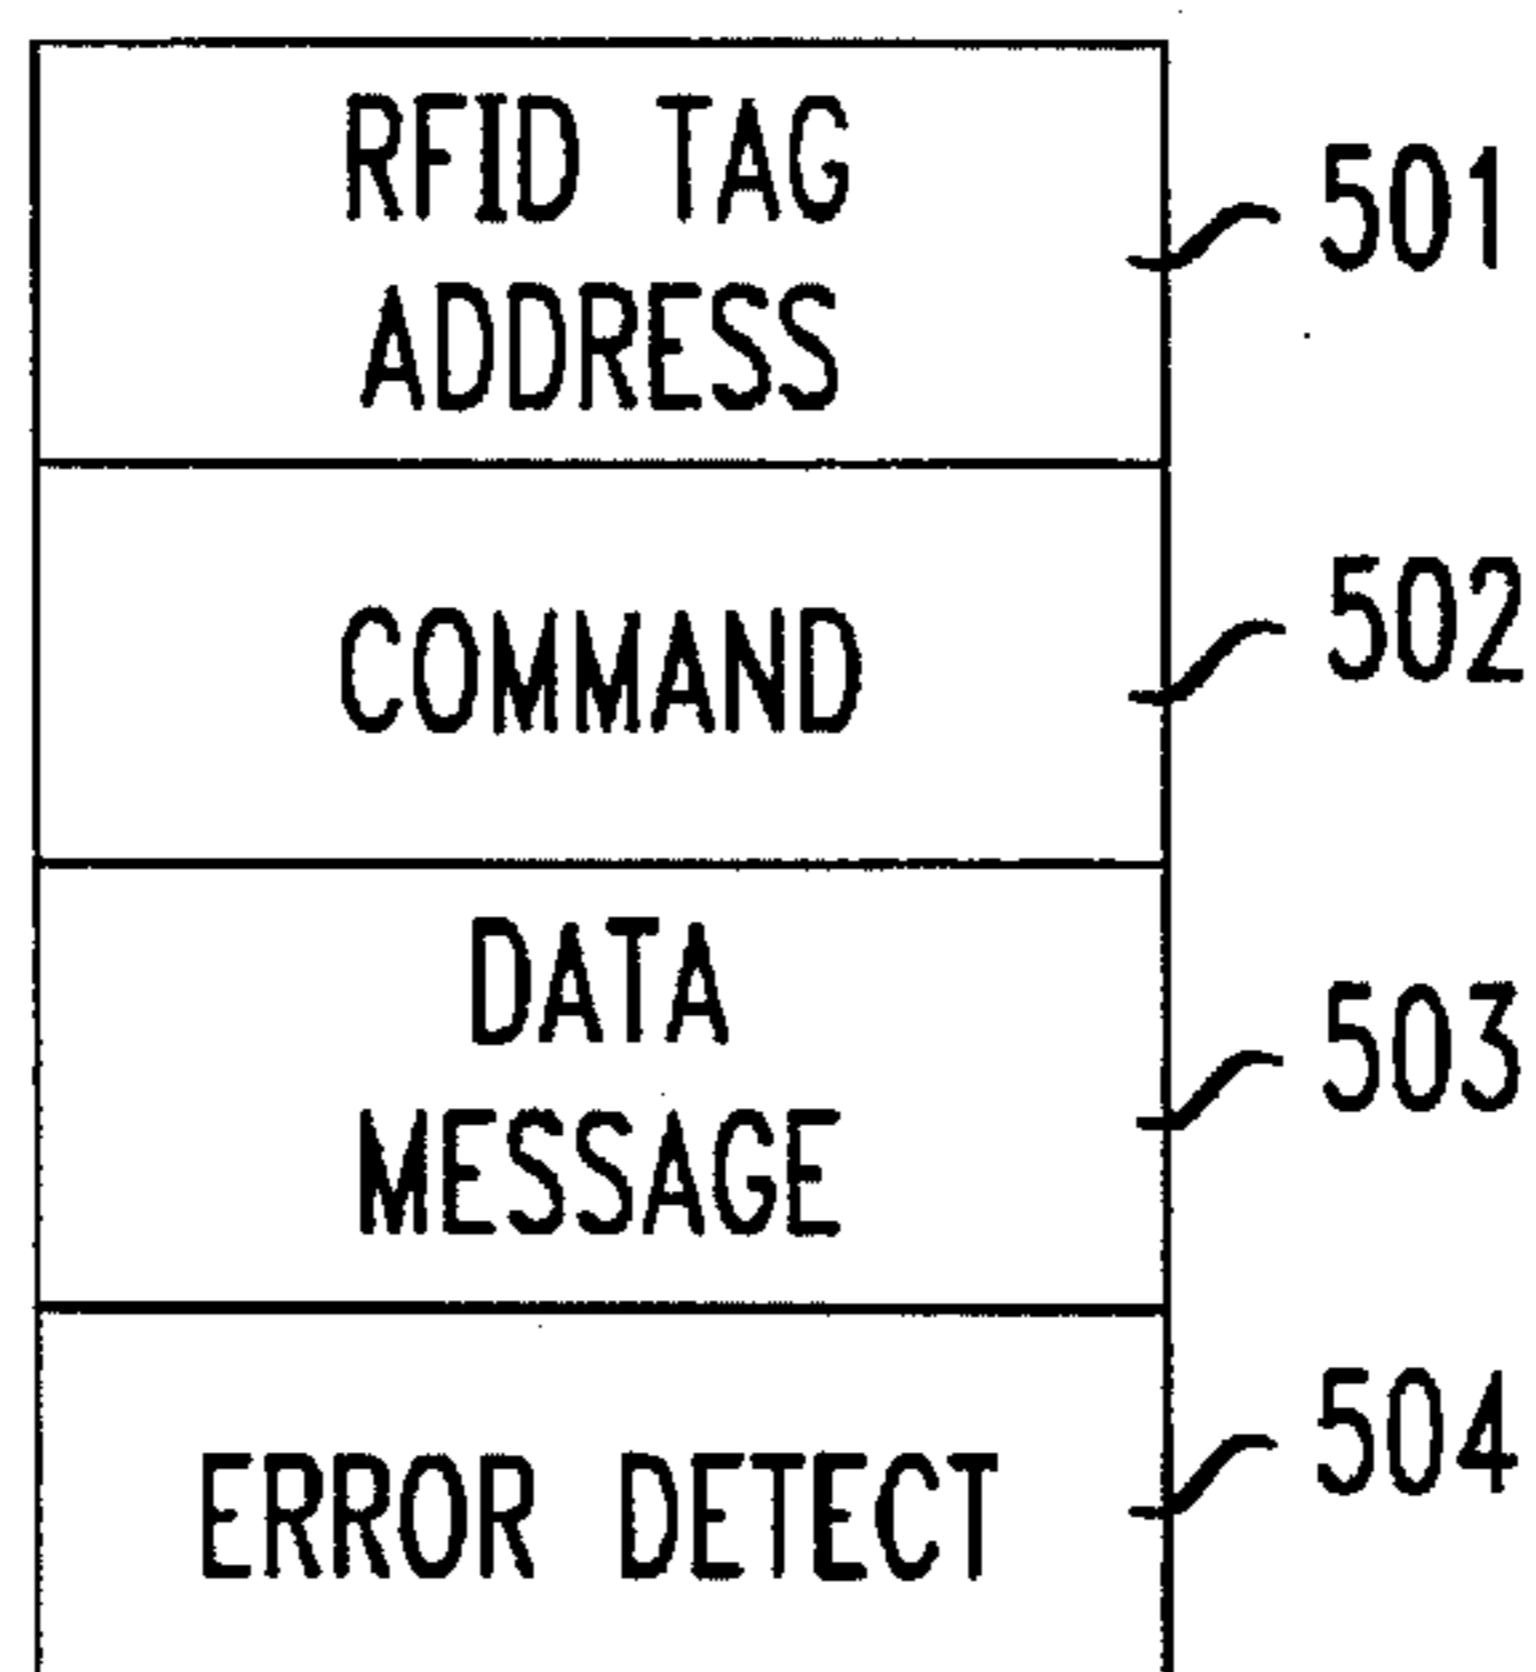 RFID TAG
ADDRESS
501
COMMAND
502
DATA
MESSAGE
503
ERROR DETECT
504